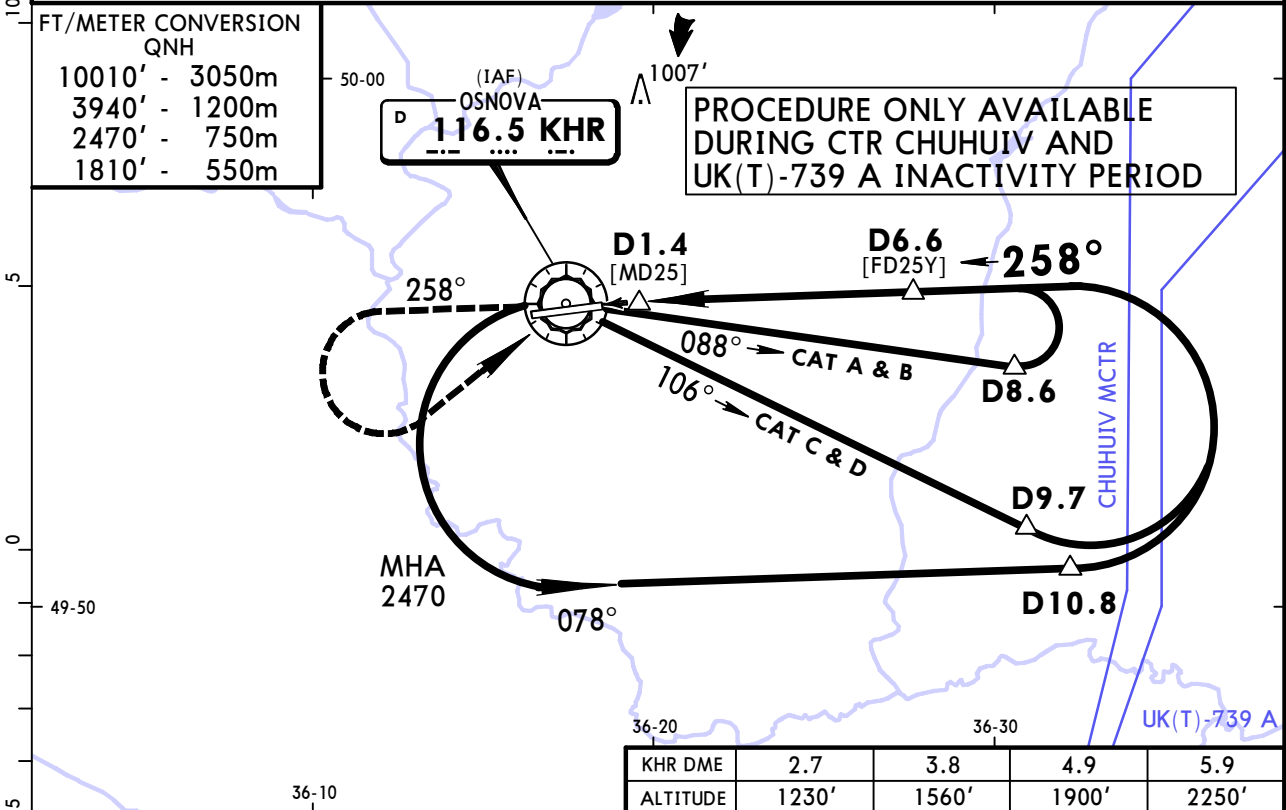 FT/METER CONVERSION
QNH
10010' - 3050m
3940' - 1200m
2470' - 750m
1810' - 550m
10
5
0
5
50-00
49-50
36-10
36-20
36-30
(IAF)
OSNOVA
D 116.5 KHR
1007'
PROCEDURE ONLY AVAILABLE
DURING CTR CHUHUIV AND
UK(T)-739 A INACTIVITY PERIOD
D1.4
[MD25]
D6.6
[FD25Y]
258°
258°
088° CAT A & B
D8.6
106° CAT C & D
D9.7
D10.8
MHA
2470
078°
CHUHUIV MCTR
UK(T)-739 A
KHR DME 2.7 3.8 4.9 5.9
ALTITUDE 1230' 1560' 1900' 2250'